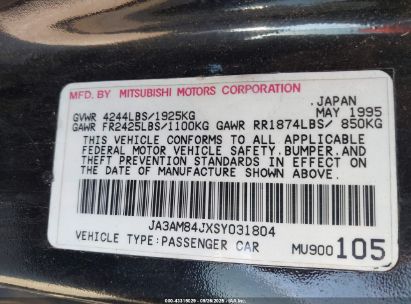 MFD BY MITSUBISHI MOTORS CORPORATION
JAPAN
GVWR 4244LBS/1925KG MAY 1995
GAWR FR2425LBS/1100KG GAWR RR1874LBS/ 850KG
THIS VEHICLE CONFORMS TO ALL APPLICABLE
FEDERAL MOTOR VEHICLE SAFETY,BUMPER,AND
THEFT PREVENTION STANDARDS IN EFFECT ON
THE DATE OF MANUFACTURE SHOWN ABOVE.
JA3AM84JXSY031804
VEHICLE TYPE:PASSENGER CAR MU900105